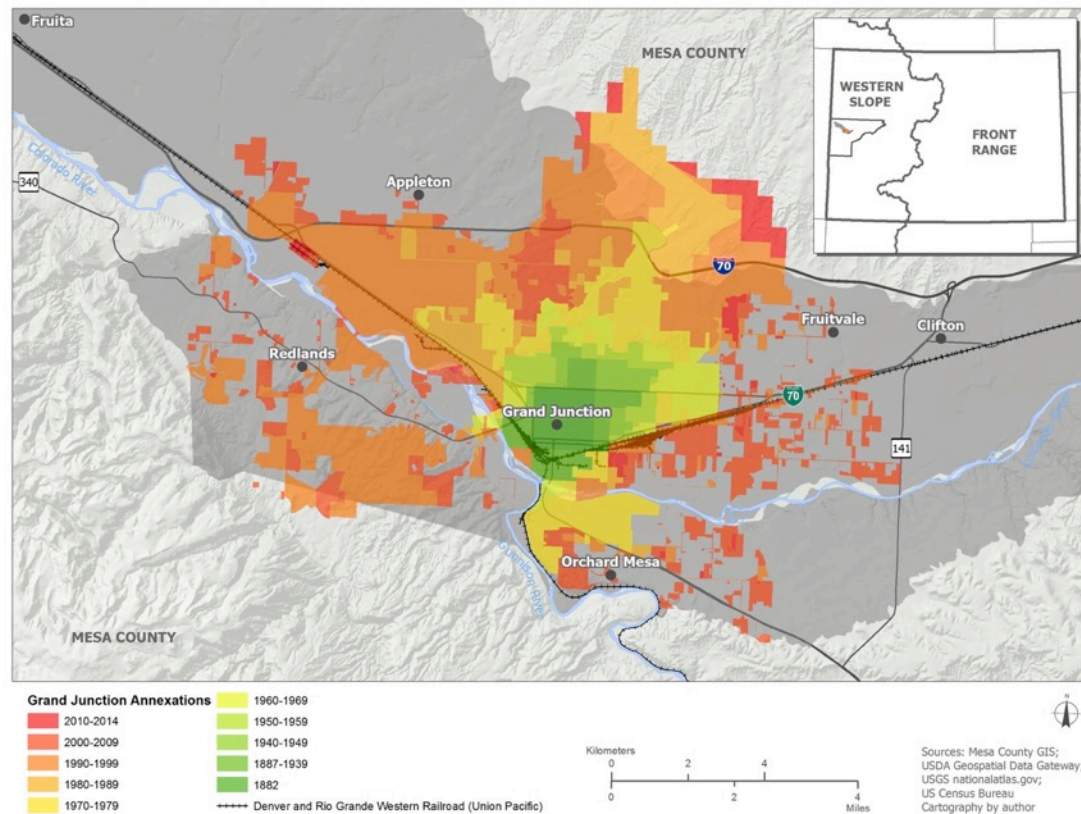 Fruita
MESA COUNTY
WESTERN
SLOPE
FRONT
RANGE
Colorado River
340
Appleton
70
Fruitvale
Clifton
Redlands
70
Grand Junction
141
Orchard Mesa
Gunnison River
MESA COUNTY
Grand Junction Annexations
2010-2014
2000-2009
1990-1999
1980-1989
1970-1979
1960-1969
1950-1959
1940-1949
1887-1939
1882
Denver and Rio Grande Western Railroad (Union Pacific)
Kilometers
0 2 4
0 2 4
Miles
N
Sources: Mesa County GIS;
USDA Geospatial Data Gateway;
USGS nationalatlas.gov;
US Census Bureau
Cartography by author